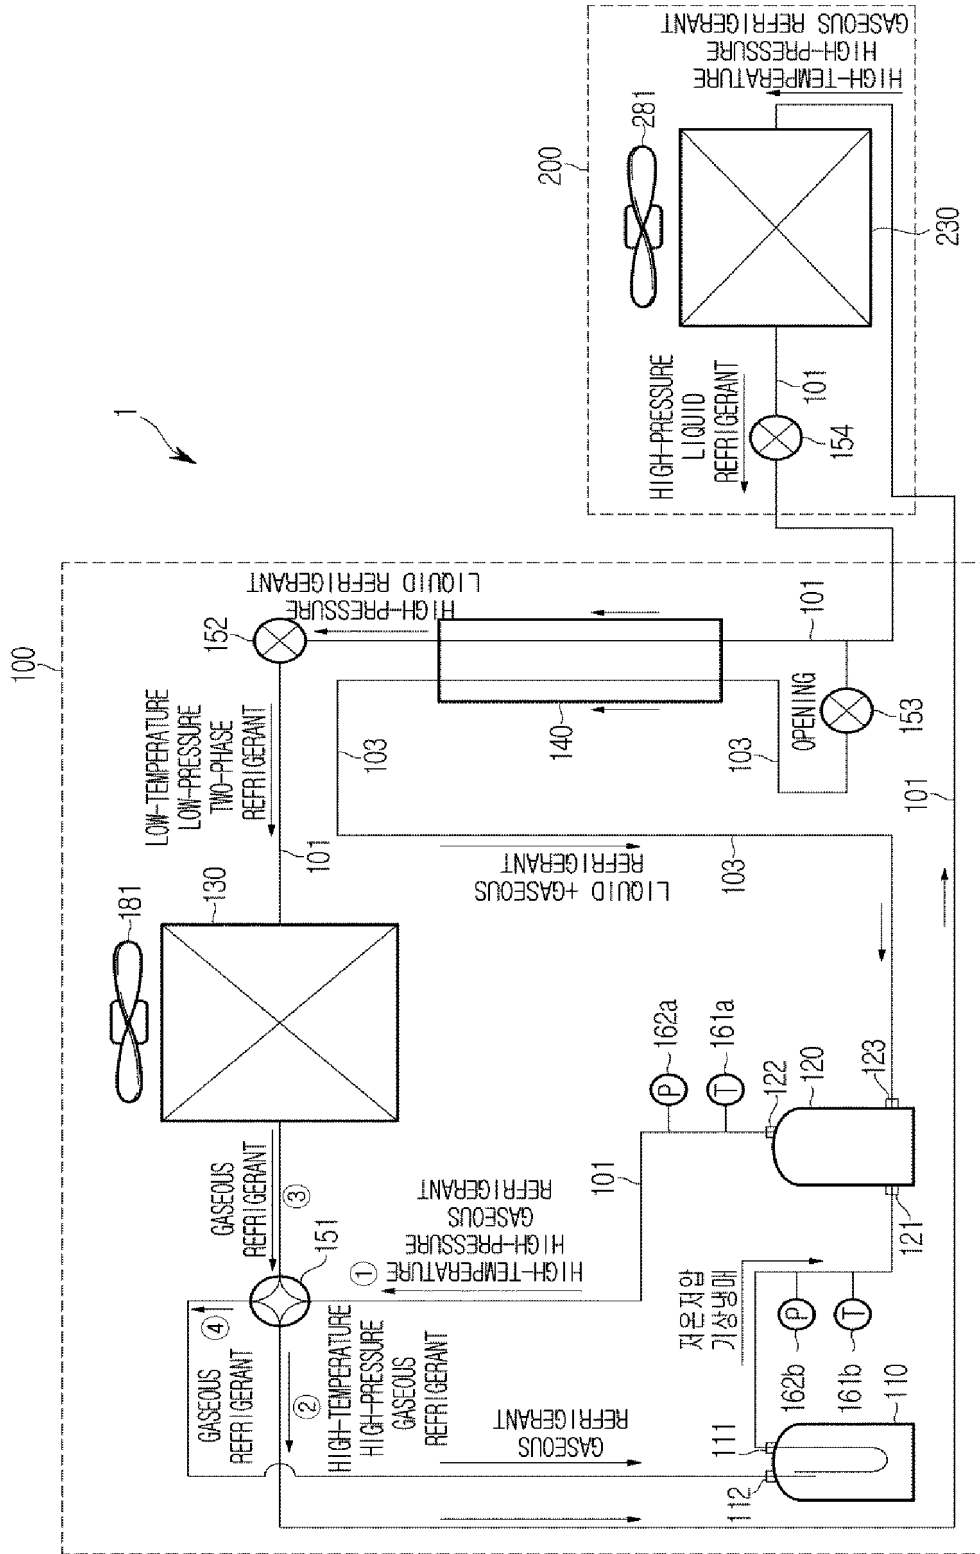 100
1
181
130
GASEOUS
REFRIGERANT
④
GASEOUS
REFRIGERANT
③
151
LOW-TEMPERATURE
LOW-PRESSURE
TWO-PHASE
REFRIGERANT
101
152
②
HIGH-TEMPERATURE
HIGH-PRESSURE
GASEOUS
REFRIGERANT
①
HIGH-TEMPERATURE
HIGH-PRESSURE
GASEOUS
REFRIGERANT
103
HIGH-PRESSURE
LIQUID REFRIGERANT
GASEOUS
REFRIGERANT
LIQUID +GASEOUS
REFRIGERANT
140
101
P
162a
T
161a
저온저압
기상냉매
103
OPENING
153
103
101
112
111
P
162b
T
161b
110
121
122
120
123
101
200
281
HIGH-PRESSURE
LIQUID
REFRIGERANT
101
154
230
HIGH-TEMPERATURE
HIGH-PRESSURE
GASEOUS REFRIGERANT